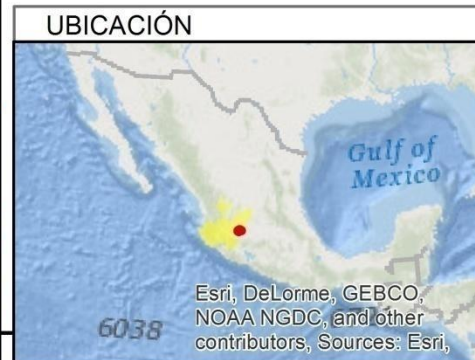 UBICACIÓN
Gulf of
Mexico
Esri, DeLorme, GEBCO,
NOAA NGDC, and other
contributors, Sources: Esri,
6038